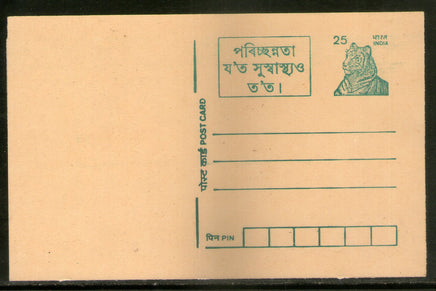 পৰিচ্ছন্নতা
য'ত সুস্বাস্থ্যও
ত'ত।
25 भारत
INDIA
पोस्ट कार्ड POST CARD
पिन PIN